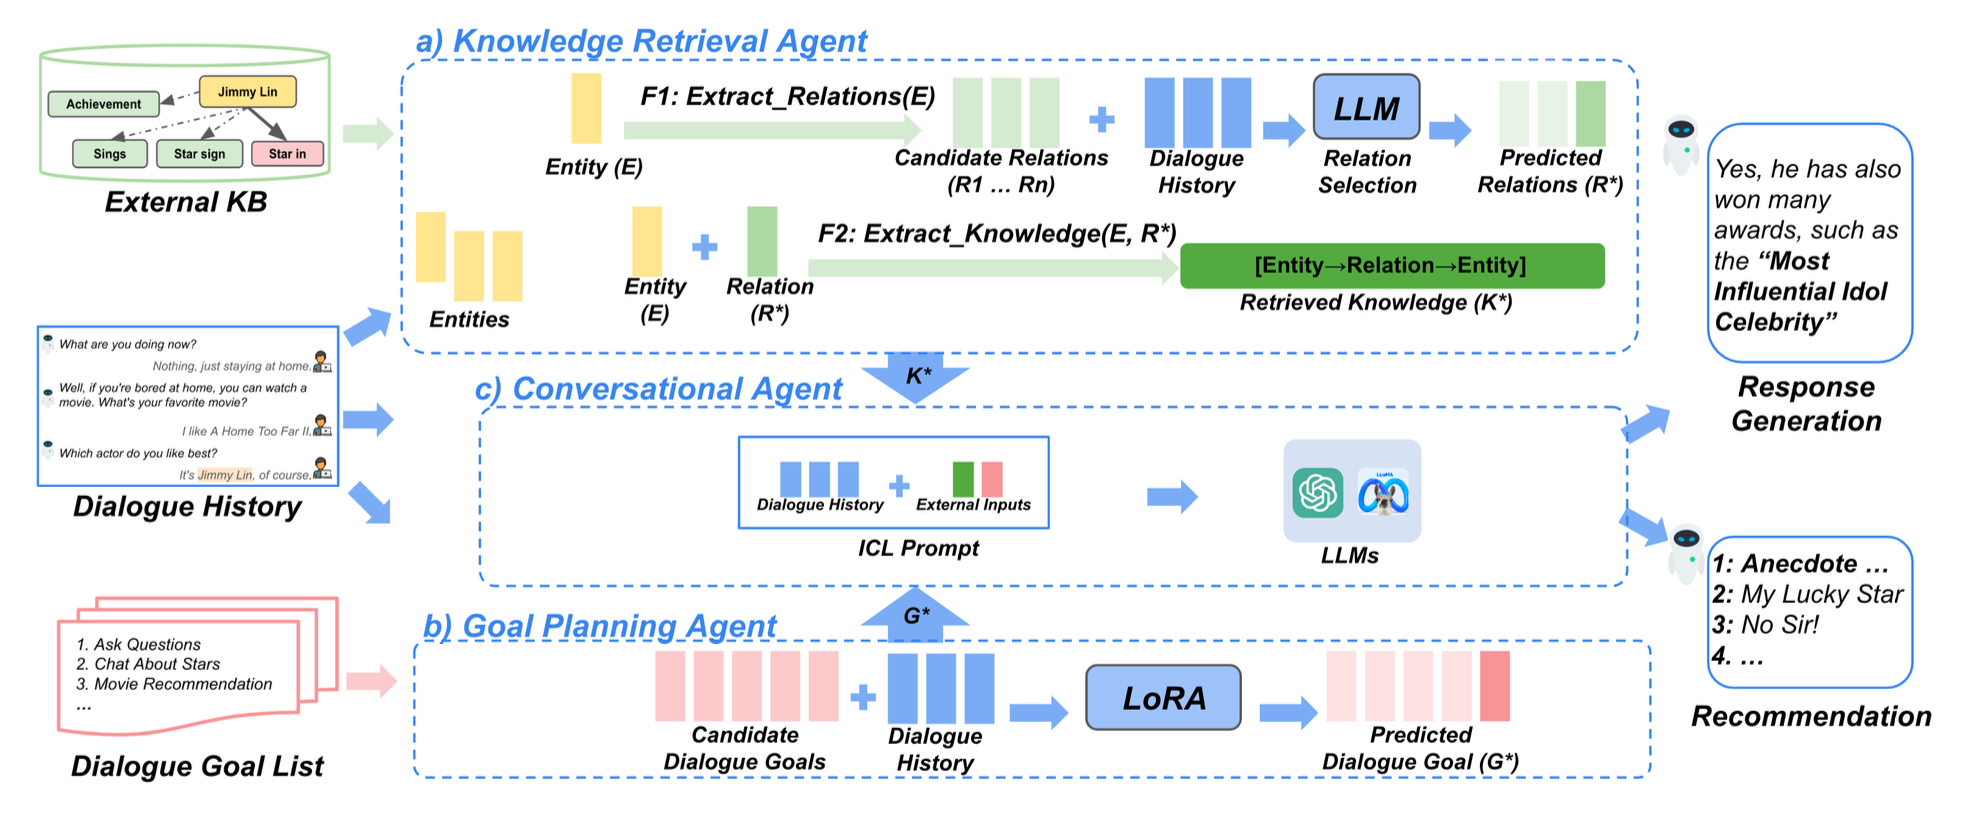 a) Knowledge Retrieval Agent
Jimmy Lin
Achievement
Sings
Star sign
Star in
External KB
F1: Extract_Relations(E)
Entity (E)
Candidate Relations
(R1 ... Rn)
Dialogue
History
LLM
Relation
Selection
Predicted
Relations (R*)
Entities
Entity
(E)
Relation
(R*)
F2: Extract_Knowledge(E, R*)
[Entity→Relation→Entity]
Retrieved Knowledge (K*)
What are you doing now?
Nothing, just staying at home.
Well, if you're bored at home, you can watch a
movie. What's your favorite movie?
I like A Home Too Far II.
Which actor do you like best?
It's Jimmy Lin, of course.
Dialogue History
K*
c) Conversational Agent
Dialogue History
External Inputs
ICL Prompt
LLaMA
LLMs
G*
b) Goal Planning Agent
1. Ask Questions
2. Chat About Stars
3. Movie Recommendation
...
Dialogue Goal List
Candidate
Dialogue Goals
Dialogue
History
LoRA
Predicted
Dialogue Goal (G*)
Yes, he has also
won many
awards, such as
the “Most
Influential Idol
Celebrity”
Response
Generation
1: Anecdote ...
2: My Lucky Star
3: No Sir!
4. ...
Recommendation